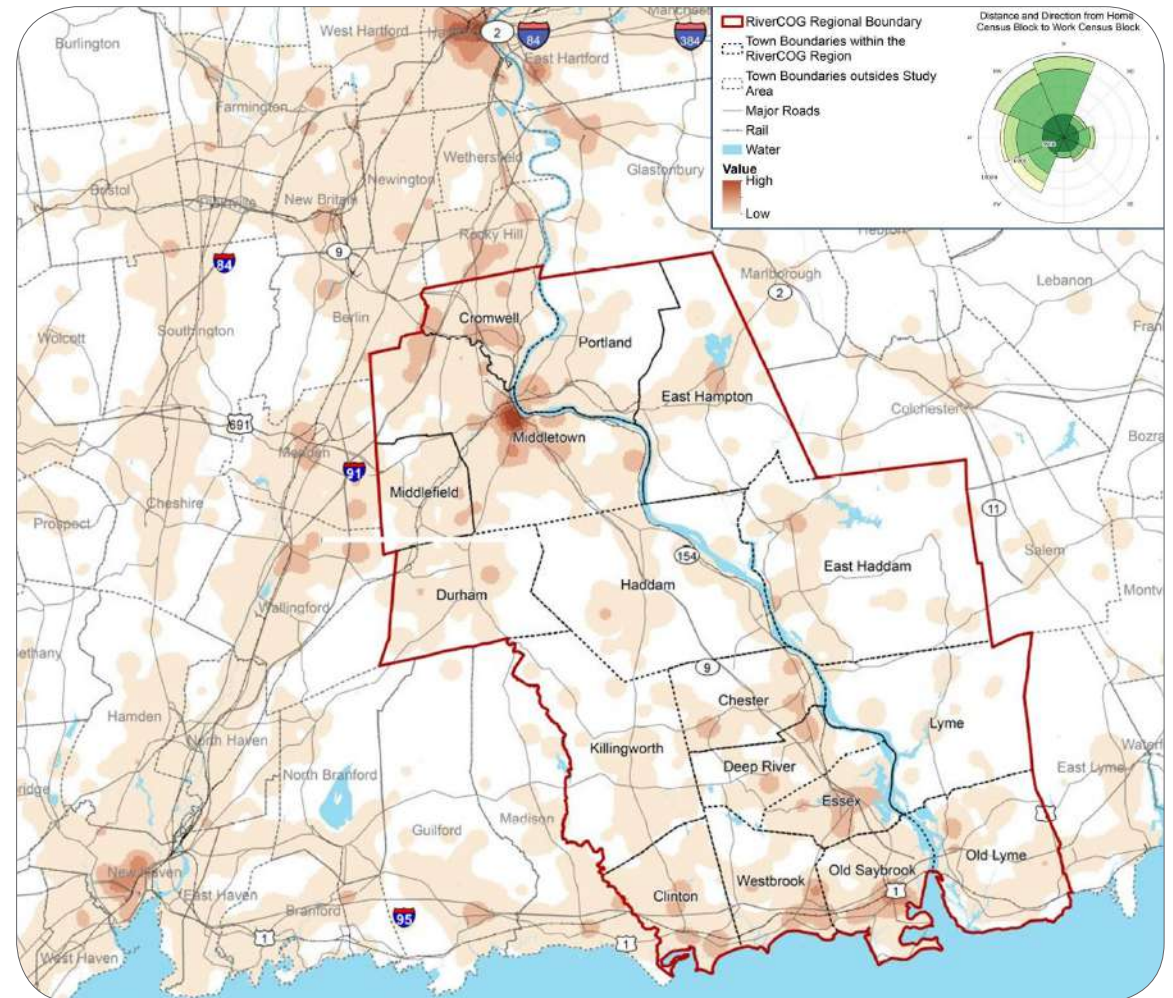 RiverCOG Regional Boundary
Town Boundaries within the
RiverCOG Region
Town Boundaries outsides Study
Area
Major Roads
Rail
Water
Value
High
Low
Distance and Direction from Home
Census Block to Work Census Block
Burlington
West Hartford
2
84
384
East Hartford
Farmington
Wethersfield
Glastonbury
Newington
Bristol
New Britain
Rocky Hill
9
84
Marlborough
2
Lebanon
Berlin
Cromwell
Portland
Wolcott
Southington
East Hampton
Colchester
691
Meriden
Middletown
91
Middlefield
Cheshire
Prospect
11
154
Salem
East Haddam
Haddam
Durham
Wallingford
9
Chester
Hamden
North Haven
Lyme
Killingworth
Deep River
East Lyme
North Branford
Essex
Guilford
Madison
Old Lyme
Old Saybrook
New Haven
Westbrook
1
East Haven
Clinton
Branford
95
1
1
West Haven